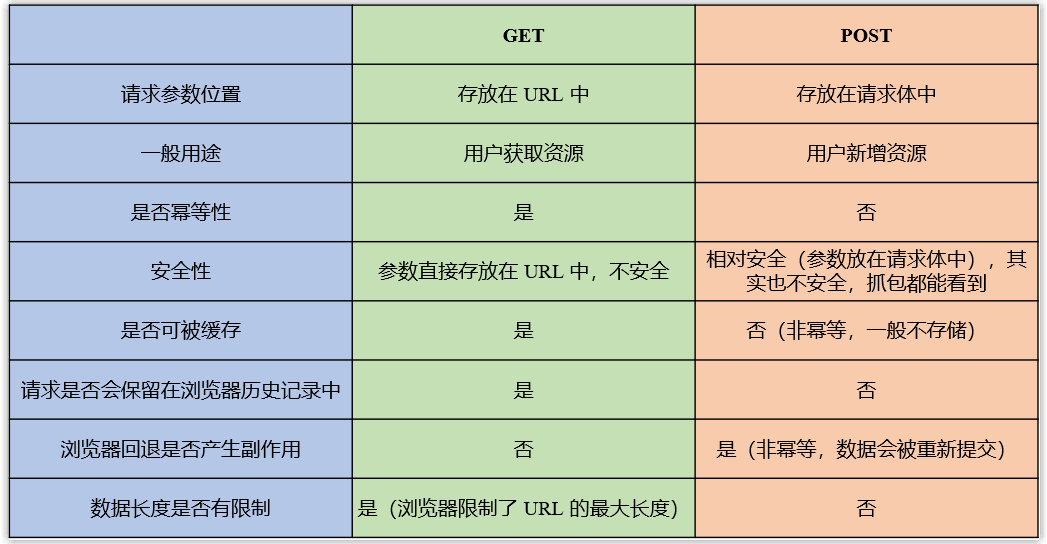 GET POST
请求参数位置 存放在 URL 中 存放在请求体中
一般用途 用户获取资源 用户新增资源
是否幂等性 是 否
安全性 参数直接存放在 URL 中，不安全 相对安全（参数放在请求体中），其
实也不安全，抓包都能看到
是否可被缓存 是 否（非幂等，一般不存储）
请求是否会保留在浏览器历史记录中 是 否
浏览器回退是否产生副作用 否 是（非幂等，数据会被重新提交）
数据长度是否有限制 是（浏览器限制了 URL 的最大长度） 否